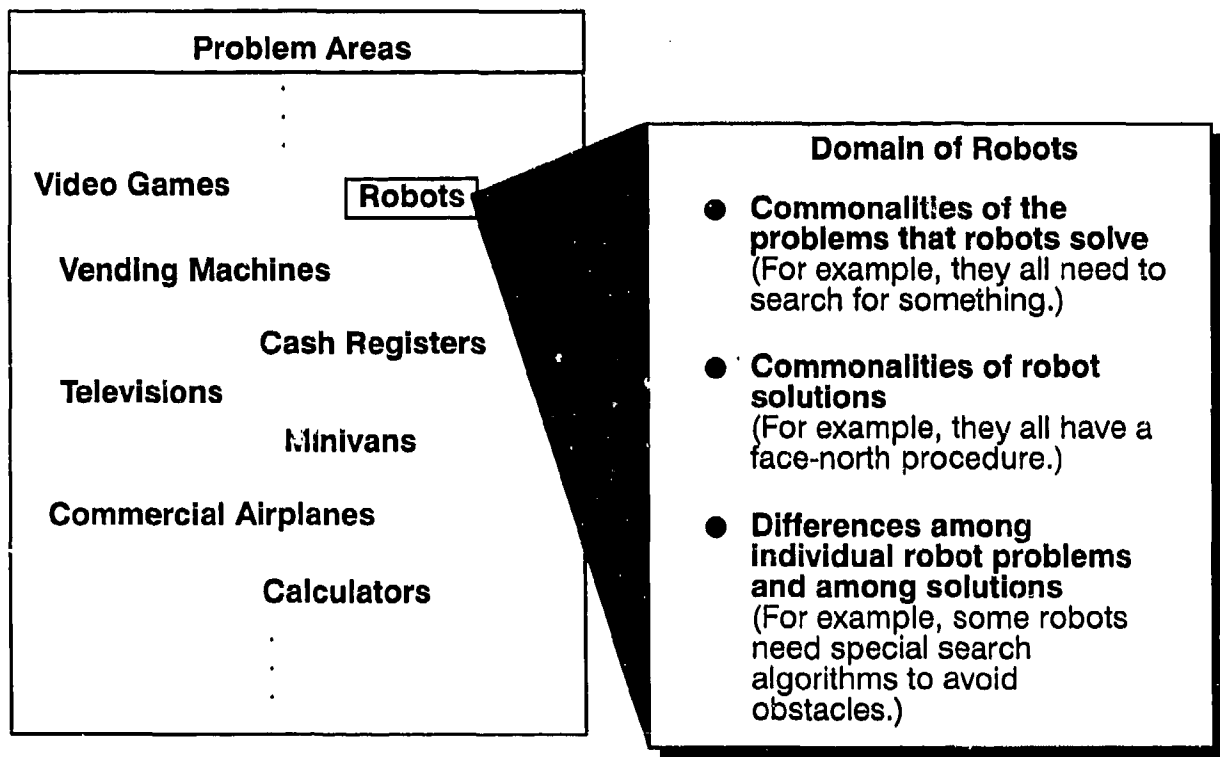 Problem Areas
Video Games
Robots
Vending Machines
Cash Registers
Televisions
Minivans
Commercial Airplanes
Calculators
Domain of Robots
● Commonalities of the
problems that robots solve
(For example, they all need to
search for something.)
● Commonalities of robot
solutions
(For example, they all have a
face-north procedure.)
● Differences among
individual robot problems
and among solutions
(For example, some robots
need special search
algorithms to avoid
obstacles.)